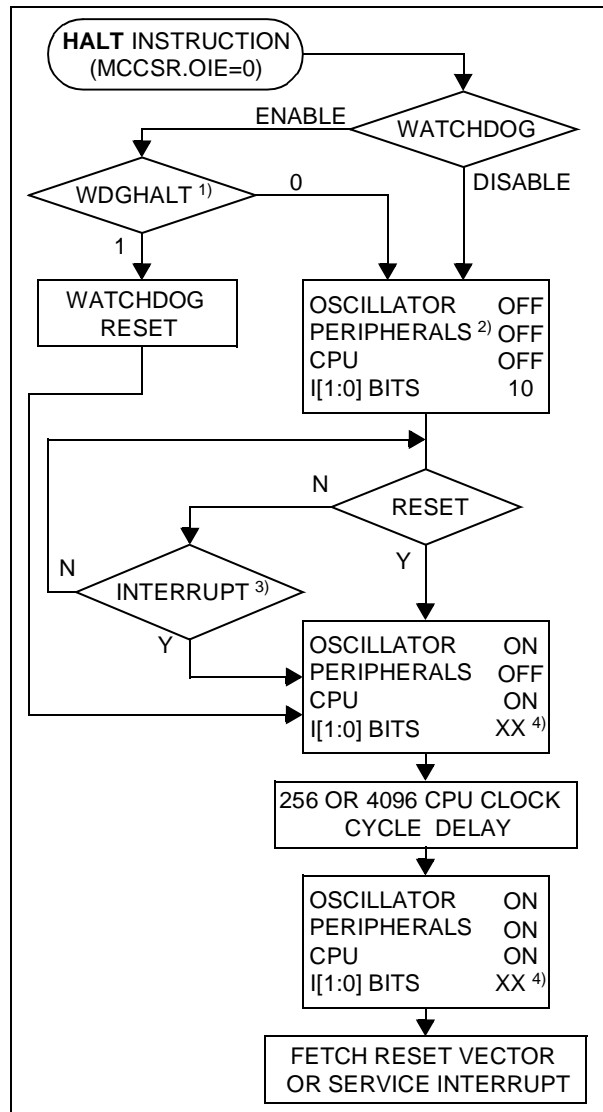 HALT INSTRUCTION
(MCCSR.OIE=0)
ENABLE
WATCHDOG
WDGHALT 1)
0
DISABLE
1
WATCHDOG
RESET
OSCILLATOR OFF
PERIPHERALS 2) OFF
CPU OFF
I[1:0] BITS 10
N
RESET
N
Y
INTERRUPT 3)
Y
OSCILLATOR ON
PERIPHERALS OFF
CPU ON
I[1:0] BITS XX 4)
256 OR 4096 CPU CLOCK
CYCLE DELAY
OSCILLATOR ON
PERIPHERALS ON
CPU ON
I[1:0] BITS XX 4)
FETCH RESET VECTOR
OR SERVICE INTERRUPT